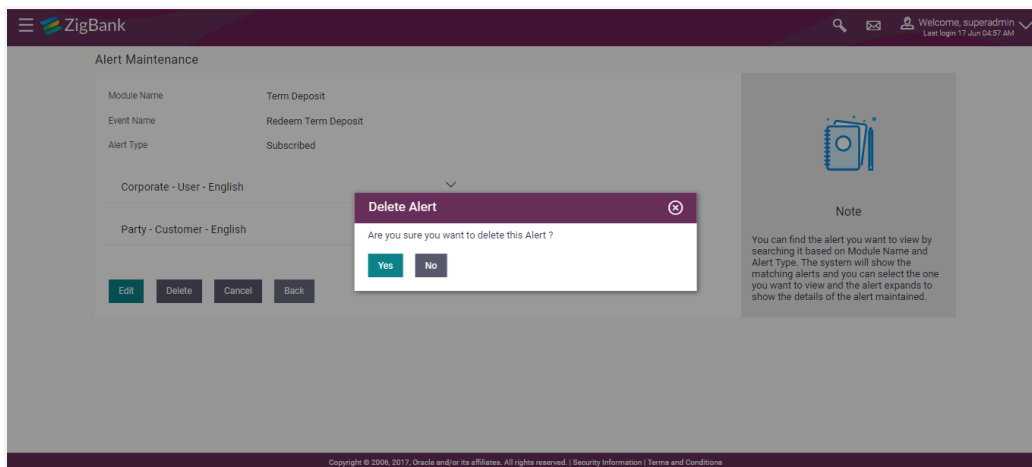 ZigBank
Welcome, superadmin
Last login 17 Jun 04:57 AM
Alert Maintenance
Module Name Term Deposit
Event Name Redeem Term Deposit
Alert Type Subscribed
Corporate - User - English
Party - Customer - English
Delete Alert
Are you sure you want to delete this Alert ?
Yes No
Edit Delete Cancel Back
Note
You can find the alert you want to view by
searching it based on Module Name and
Alert Type. The system will show the
matching alerts and you can select the one
you want to view and the alert expands to
show the details of the alert maintained.
Copyright © 2006, 2017, Oracle and/or its affiliates. All rights reserved. | Security Information | Terms and Conditions